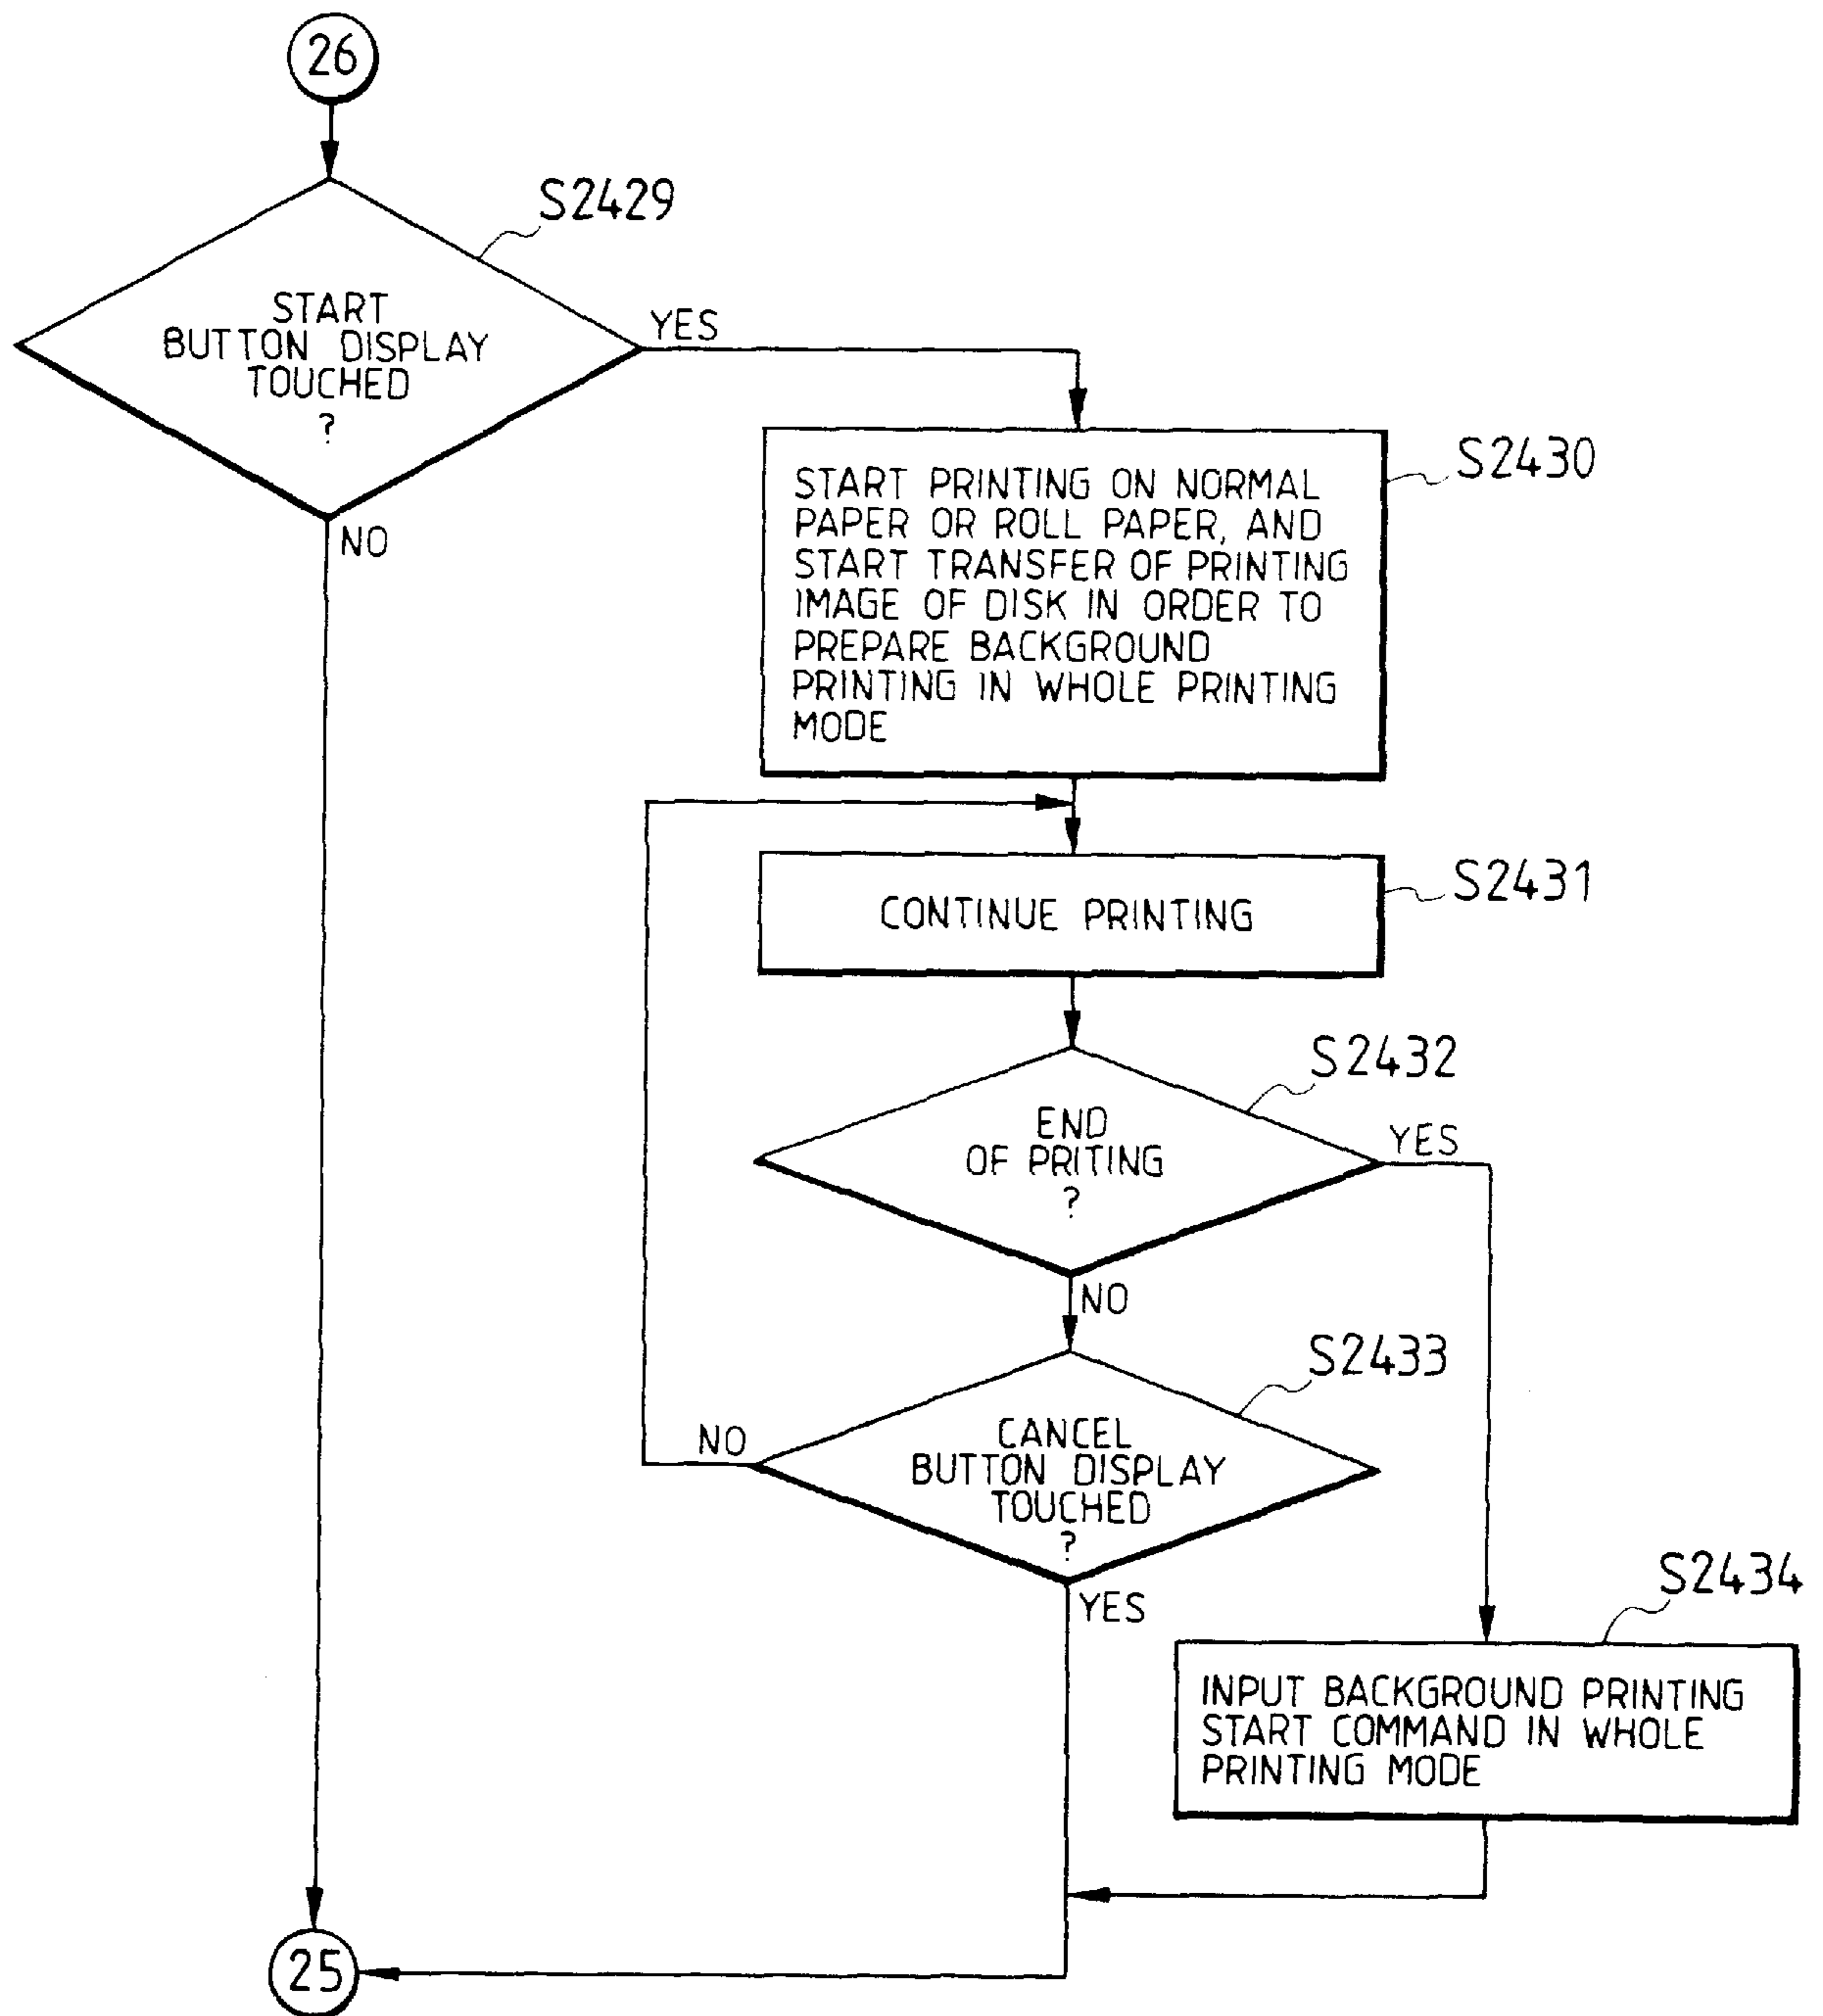 26
S2429
START
BUTTON DISPLAY
TOUCHED
?
YES
NO
S2430
START PRINTING ON NORMAL
PAPER OR ROLL PAPER, AND
START TRANSFER OF PRINTING
IMAGE OF DISK IN ORDER TO
PREPARE BACKGROUND
PRINTING IN WHOLE PRINTING
MODE
S2431
CONTINUE PRINTING
S2432
END
OF PRITING
?
YES
NO
S2433
CANCEL
BUTTON DISPLAY
TOUCHED
?
NO
YES
S2434
INPUT BACKGROUND PRINTING
START COMMAND IN WHOLE
PRINTING MODE
25